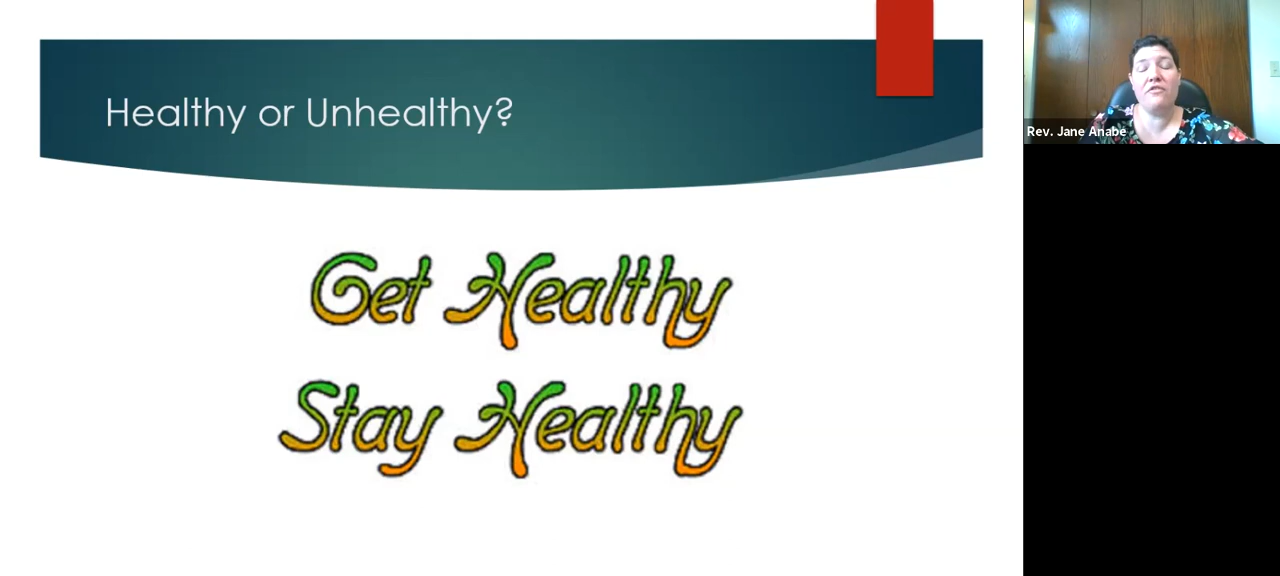 Healthy or Unhealthy?
Get Healthy
Stay Healthy
Rev. Jane Anabe